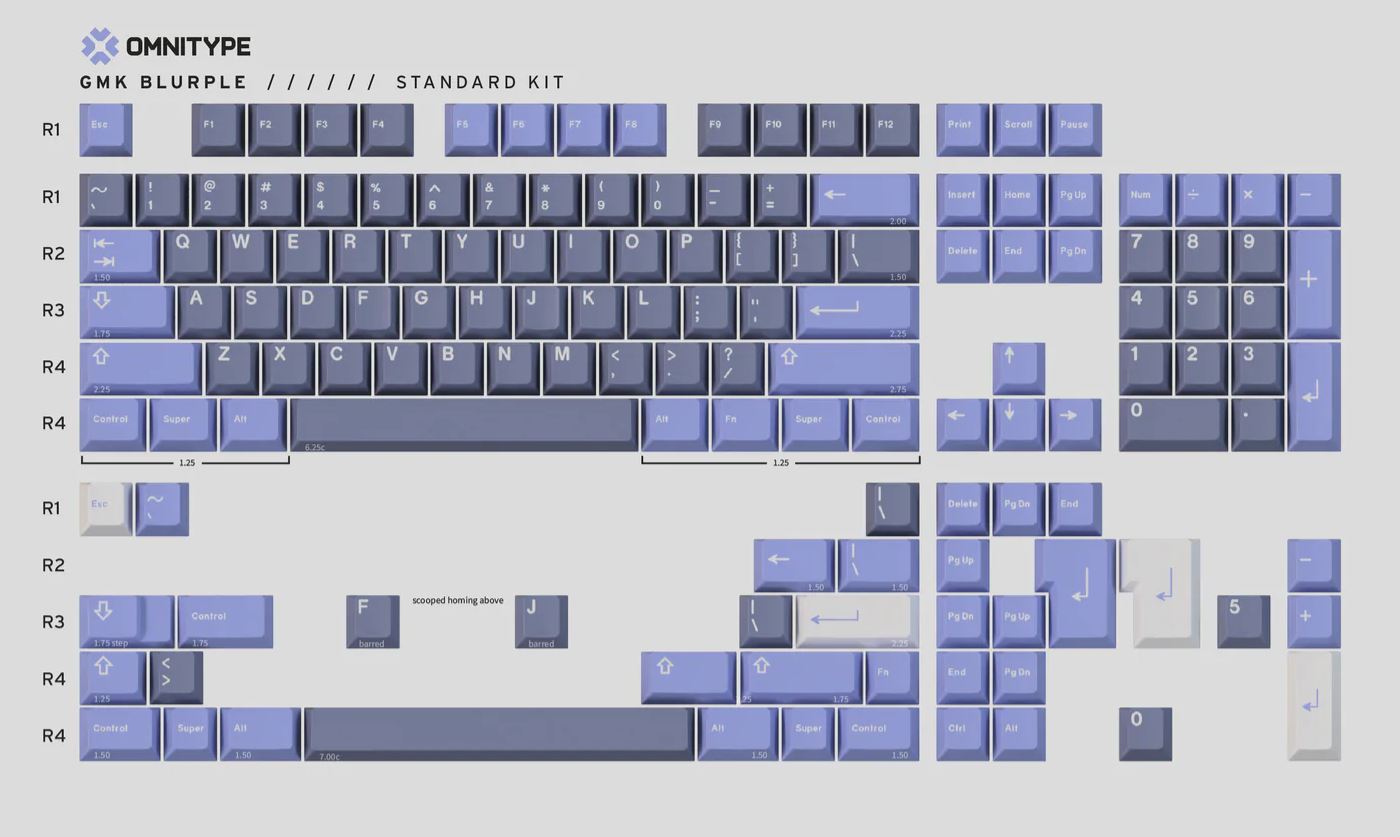 OMNITYPE
GMK BLURPLE ////// STANDARD KIT
R1 Esc F1 F2 F3 F4 F5 F6 F7 F8 F9 F10 F11 F12 Print Scroll Pause
R1 ~ ` ! 1 @ 2 # 3 $ 4 % 5 ^ 6 & 7 * 8 ( 9 ) 0 — - + = ← 2.00 Insert Home Pg Up Num ÷ × −
R2 ⇤ ⇥ 1.50 Q W E R T Y U I O P { [ } ] | \ 1.50 Delete End Pg Dn 7 8 9 +
R3 ⇩ 1.75 A S D F G H J K L : ; " ' ↵ 2.25 4 5 6
R4 ⇧ 2.25 Z X C V B N M < , > . ? / ⇧ 2.75 ↑ 1 2 3 ↵
R4 Control Super Alt 6.25c Alt Fn Super Control ← ↓ → 0 .
1.25 1.25
R1 Esc ~ ` | \ Delete Pg Dn End
R2 ← 1.50 | \ 1.50 Pg Up ↵ ↵ −
R3 ⇩ 1.75 step Control 1.75 F barred scooped homing above J barred | \ ↵ 2.25 Pg Dn Pg Up 5 +
R4 ⇧ 1.25 < > ⇧ .25 ⇧ 1.75 Fn End Pg Dn ↵
R4 Control 1.50 Super Alt 1.50 7.00c Alt 1.50 Super Control 1.50 Ctrl Alt 0